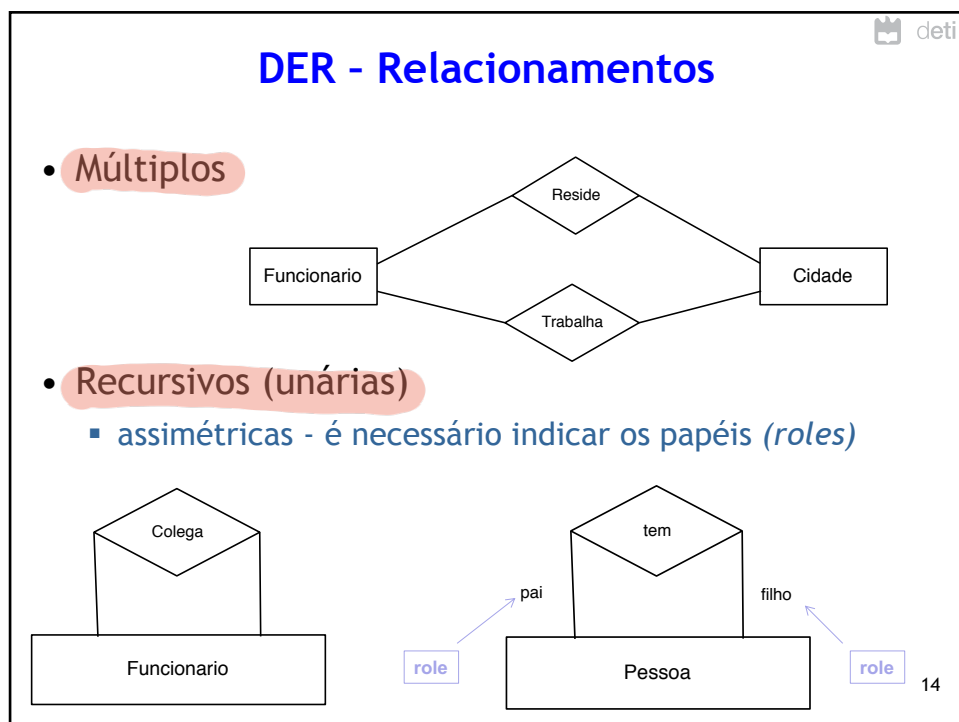 deti
DER - Relacionamentos
• Múltiplos
Reside
Funcionario
Cidade
Trabalha
• Recursivos (unárias)
▪ assimétricas - é necessário indicar os papéis (roles)
Colega
tem
pai
filho
Funcionario
role
Pessoa
role
14